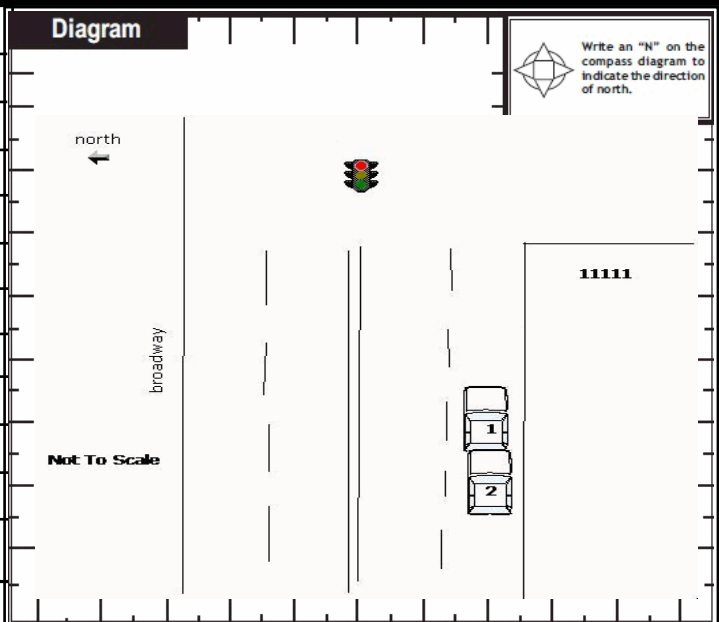 Diagram
Write an “N” on the
compass diagram to
indicate the direction
of north.
north
11111
broadway
Not To Scale
1
2